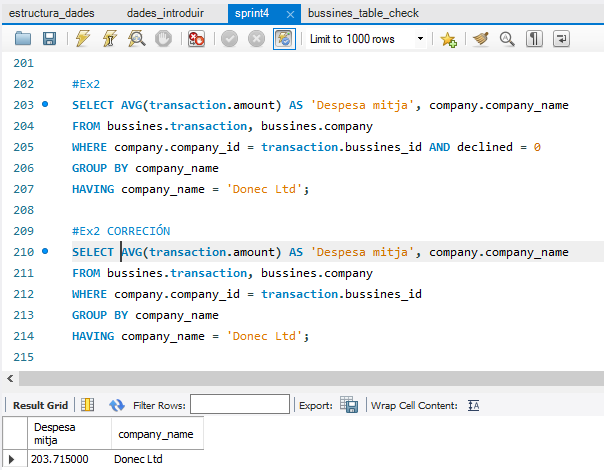 estructura_dades dades_introduir sprint4 bussines_table_check
Limit to 1000 rows
201
202 #Ex2
203 SELECT AVG(transaction.amount) AS 'Despesa mitja', company.company_name
204 FROM bussines.transaction, bussines.company
205 WHERE company.company_id = transaction.bussines_id AND declined = 0
206 GROUP BY company_name
207 HAVING company_name = 'Donec Ltd';
208
209 #Ex2 CORRECIÓN
210 SELECT AVG(transaction.amount) AS 'Despesa mitja', company.company_name
211 FROM bussines.transaction, bussines.company
212 WHERE company.company_id = transaction.bussines_id
213 GROUP BY company_name
214 HAVING company_name = 'Donec Ltd';
215
Result Grid Filter Rows: Export: Wrap Cell Content:
Despesa
mitja company_name
203.715000 Donec Ltd